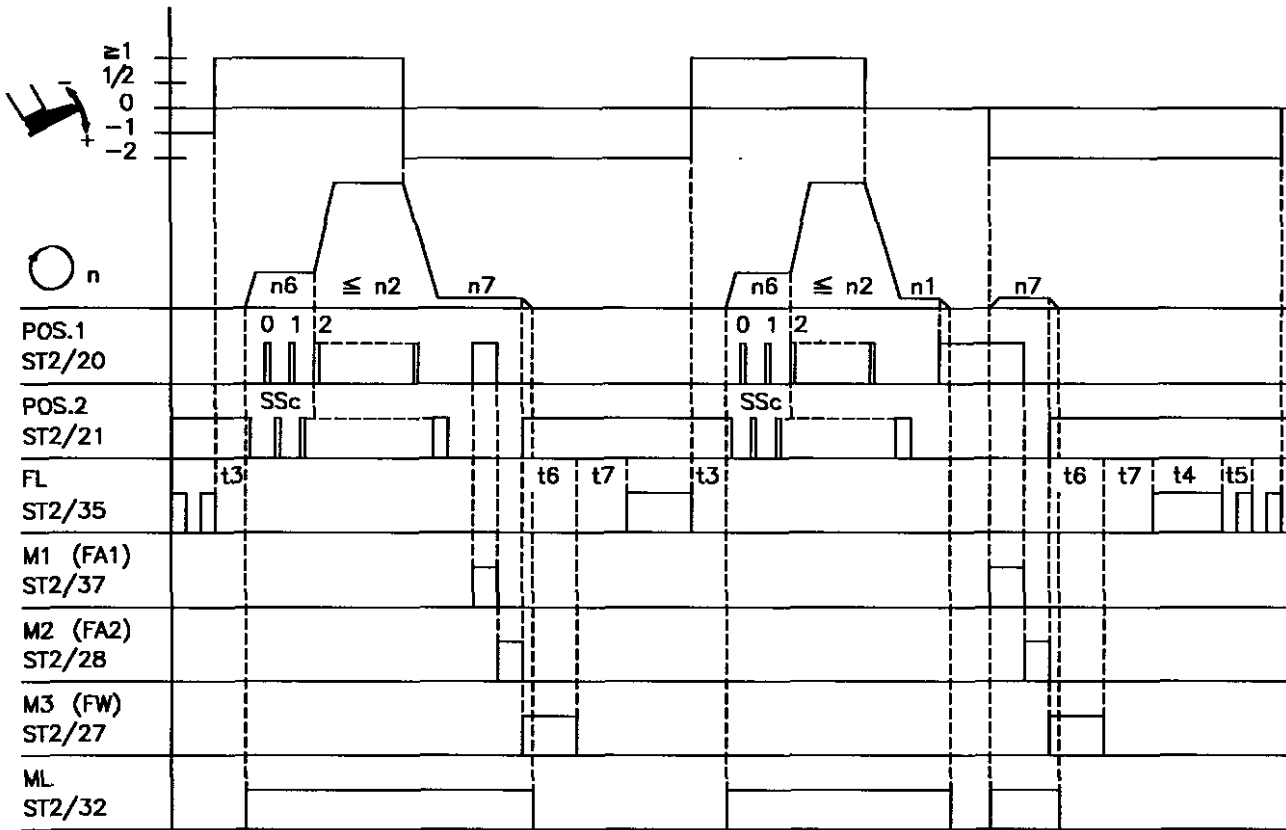 ≧1
1/2
0
-1
-2
-
+
n
n6 ≦ n2 n7 n6 ≦ n2 n1 n7
POS.1
ST2/20
0 1 2 0 1 2
POS.2
ST2/21
SSc SSc
FL
ST2/35
t3 t6 t7 t3 t6 t7 t4 t5
M1 (FA1)
ST2/37
M2 (FA2)
ST2/28
M3 (FW)
ST2/27
ML
ST2/32